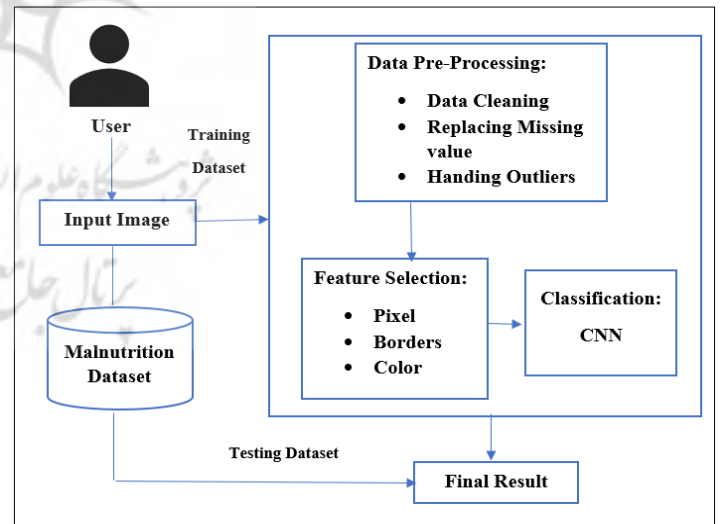 User
Training
Dataset
Input Image
Malnutrition
Dataset
Testing Dataset
Data Pre-Processing:
• Data Cleaning
• Replacing Missing
value
• Handing Outliers
Feature Selection:
• Pixel
• Borders
• Color
Classification:
CNN
Final Result